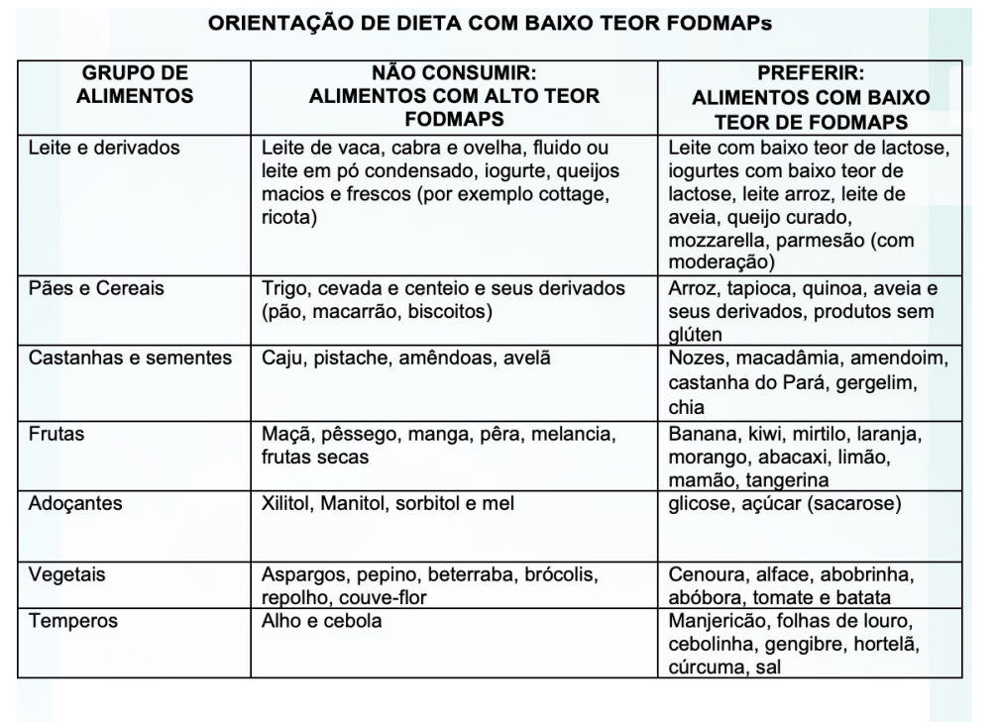 ORIENTAÇÃO DE DIETA COM BAIXO TEOR FODMAPs
GRUPO DE
ALIMENTOS
NÃO CONSUMIR:
ALIMENTOS COM ALTO TEOR
FODMAPS
PREFERIR:
ALIMENTOS COM BAIXO
TEOR DE FODMAPS
Leite e derivados
Leite de vaca, cabra e ovelha, fluido ou
leite em pó condensado, iogurte, queijos
macios e frescos (por exemplo cottage,
ricota)
Leite com baixo teor de lactose,
iogurtes com baixo teor de
lactose, leite arroz, leite de
aveia, queijo curado,
mozzarella, parmesão (com
moderação)
Pães e Cereais
Trigo, cevada e centeio e seus derivados
(pão, macarrão, biscoitos)
Arroz, tapioca, quinoa, aveia e
seus derivados, produtos sem
glúten
Castanhas e sementes
Caju, pistache, amêndoas, avelã
Nozes, macadâmia, amendoim,
castanha do Pará, gergelim,
chia
Frutas
Maçã, pêssego, manga, pêra, melancia,
frutas secas
Banana, kiwi, mirtilo, laranja,
morango, abacaxi, limão,
mamão, tangerina
Adoçantes
Xilitol, Manitol, sorbitol e mel
glicose, açúcar (sacarose)
Vegetais
Aspargos, pepino, beterraba, brócolis,
repolho, couve-flor
Cenoura, alface, abobrinha,
abóbora, tomate e batata
Temperos
Alho e cebola
Manjericão, folhas de louro,
cebolinha, gengibre, hortelã,
cúrcuma, sal